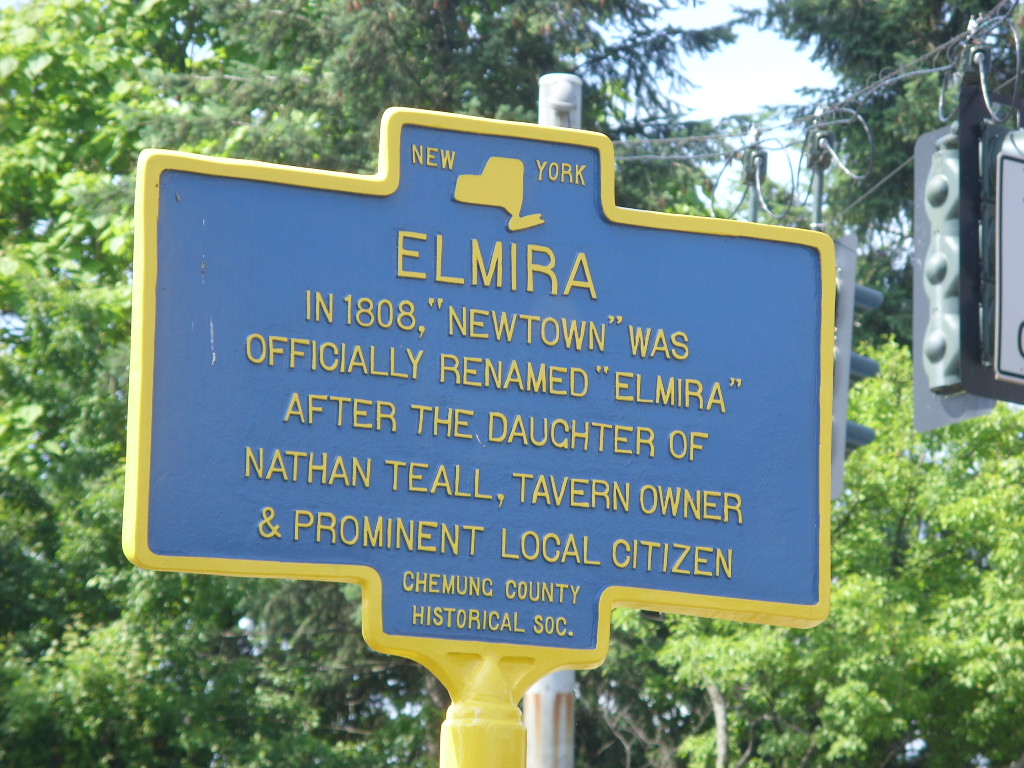 NEW YORK
ELMIRA
IN 1808, "NEWTOWN" WAS
OFFICIALLY RENAMED "ELMIRA"
AFTER THE DAUGHTER OF
NATHAN TEALL, TAVERN OWNER
& PROMINENT LOCAL CITIZEN
CHEMUNG COUNTY
HISTORICAL SOC.